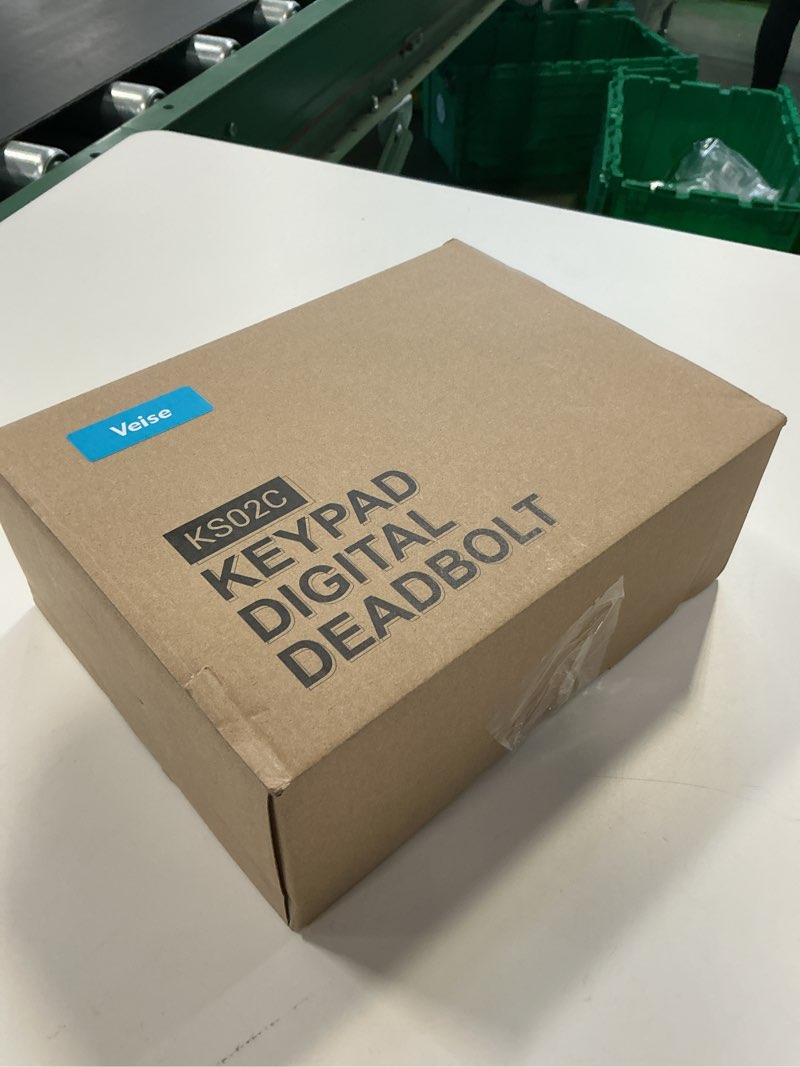 Veise
KS02C
KEYPAD
DIGITAL
DEADBOLT